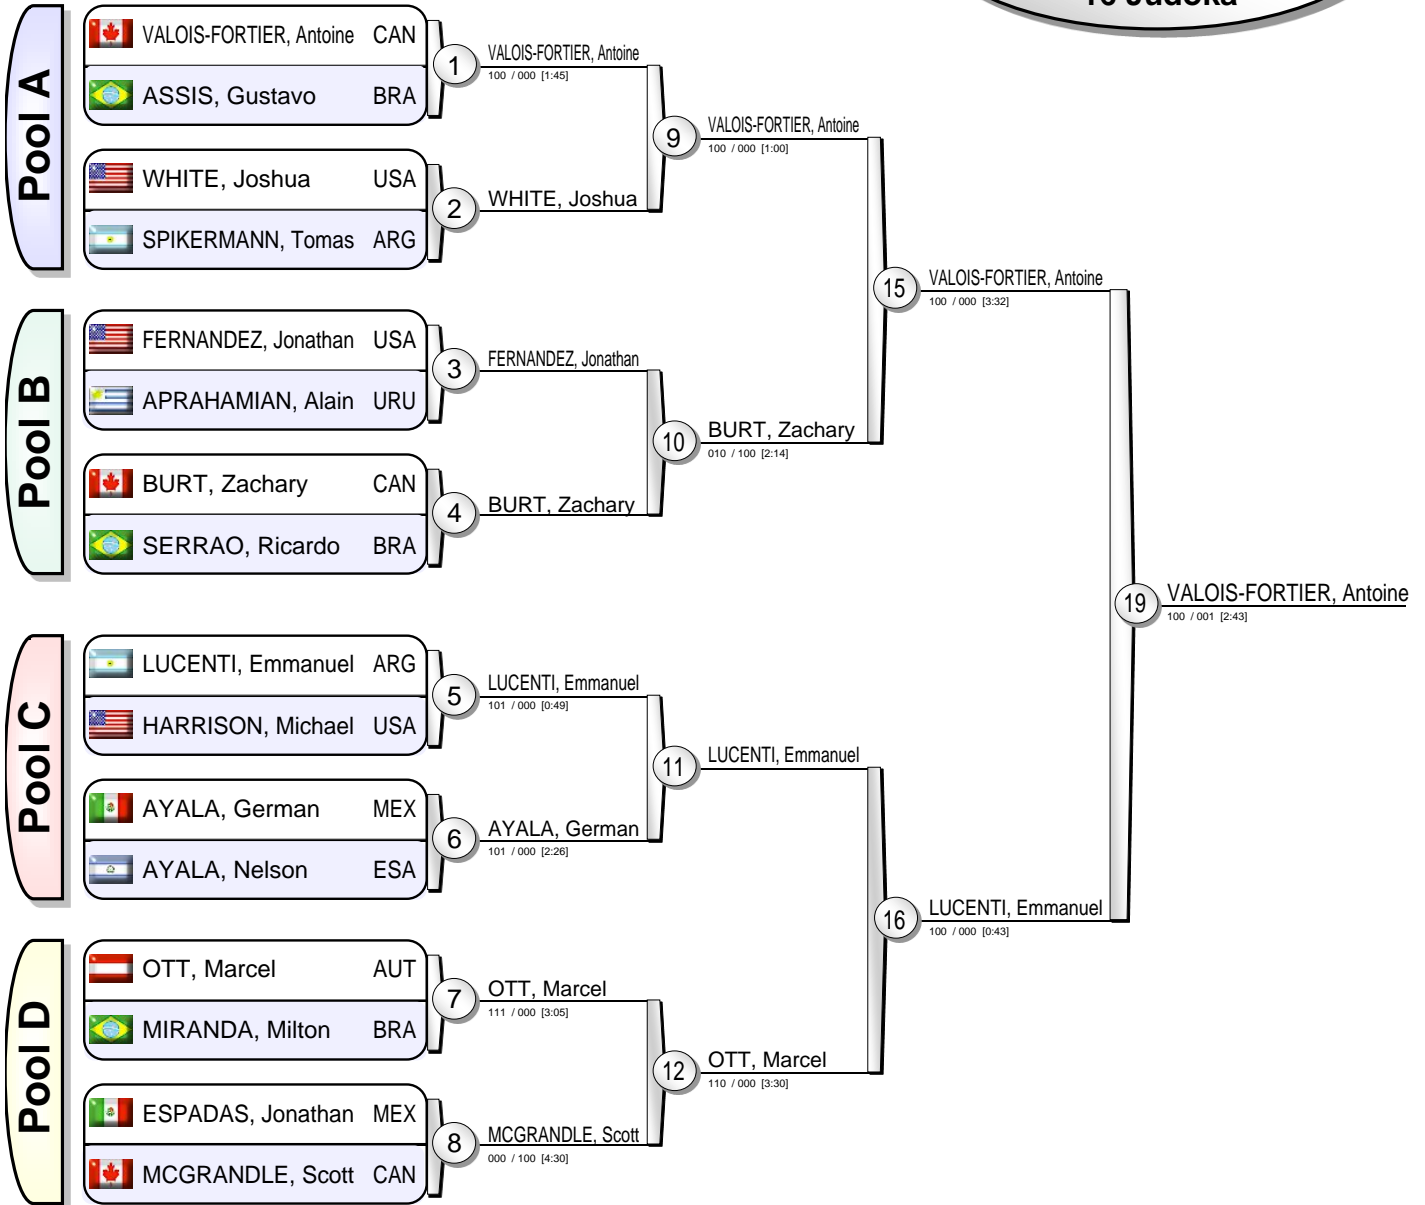 16 Judoka
Pool A
VALOIS-FORTIER, Antoine CAN
ASSIS, Gustavo BRA
1
VALOIS-FORTIER, Antoine
100 / 000 [1:45]
WHITE, Joshua USA
SPIKERMANN, Tomas ARG
2
WHITE, Joshua
9
VALOIS-FORTIER, Antoine
100 / 000 [1:00]
Pool B
FERNANDEZ, Jonathan USA
APRAHAMIAN, Alain URU
3
FERNANDEZ, Jonathan
BURT, Zachary CAN
SERRAO, Ricardo BRA
4
BURT, Zachary
10
BURT, Zachary
010 / 100 [2:14]
15
VALOIS-FORTIER, Antoine
100 / 000 [3:32]
Pool C
LUCENTI, Emmanuel ARG
HARRISON, Michael USA
5
LUCENTI, Emmanuel
101 / 000 [0:49]
AYALA, German MEX
AYALA, Nelson ESA
6
AYALA, German
101 / 000 [2:26]
11
LUCENTI, Emmanuel
Pool D
OTT, Marcel AUT
MIRANDA, Milton BRA
7
OTT, Marcel
111 / 000 [3:05]
ESPADAS, Jonathan MEX
MCGRANDLE, Scott CAN
8
MCGRANDLE, Scott
000 / 100 [4:30]
12
OTT, Marcel
110 / 000 [3:30]
16
LUCENTI, Emmanuel
100 / 000 [0:43]
19
VALOIS-FORTIER, Antoine
100 / 001 [2:43]